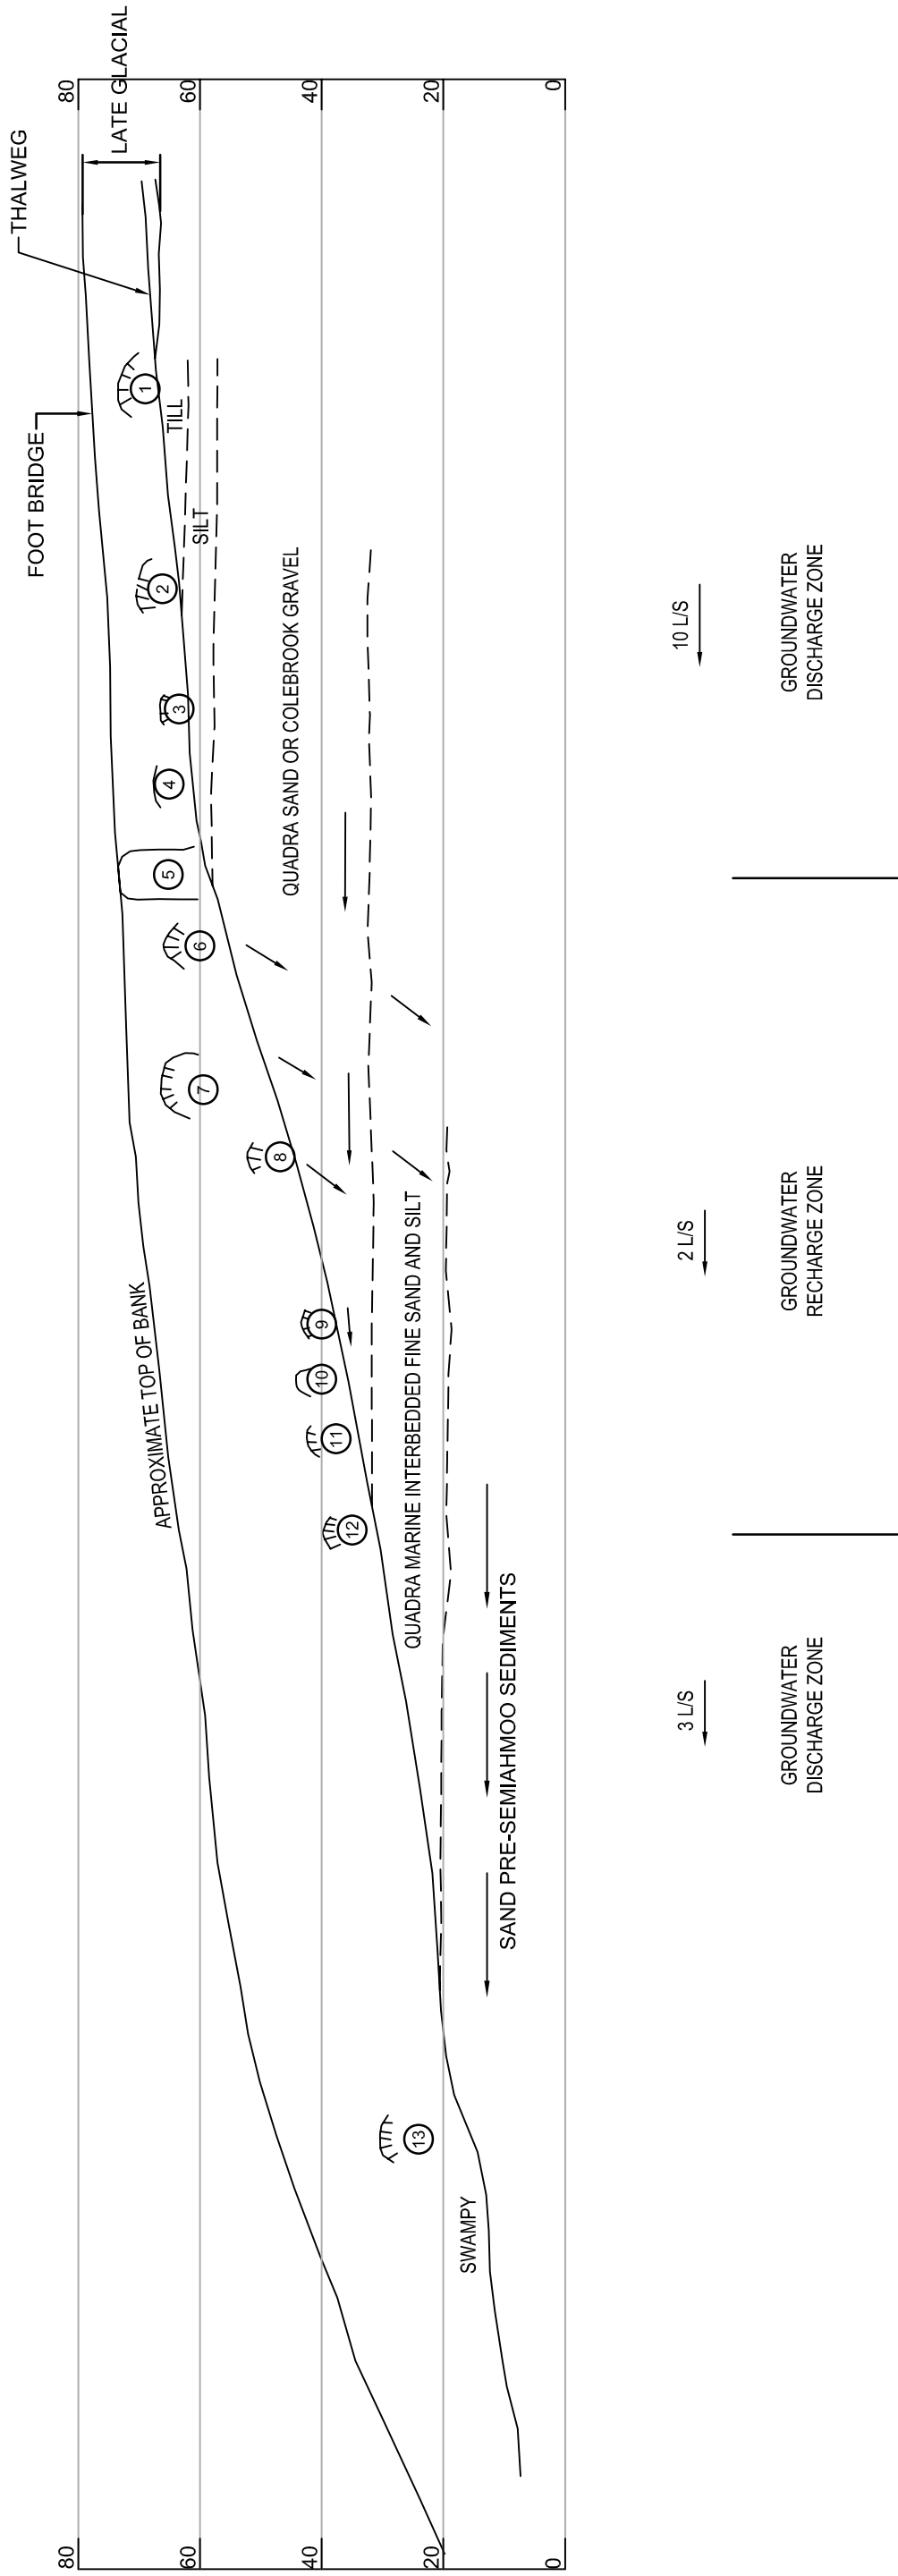 80
60
40
20
0
80
60
40
20
0
LATE GLACIAL
THALWEG
FOOT BRIDGE
APPROXIMATE TOP OF BANK
1
2
3
4
5
6
7
8
9
10
11
12
13
TILL
SILT
QUADRA SAND OR COLEBROOK GRAVEL
QUADRA MARINE INTERBEDDED FINE SAND AND SILT
SAND PRE-SEMIAHMOO SEDIMENTS
SWAMPY
3 L/S
2 L/S
10 L/S
GROUNDWATER
DISCHARGE ZONE
GROUNDWATER
RECHARGE ZONE
GROUNDWATER
DISCHARGE ZONE